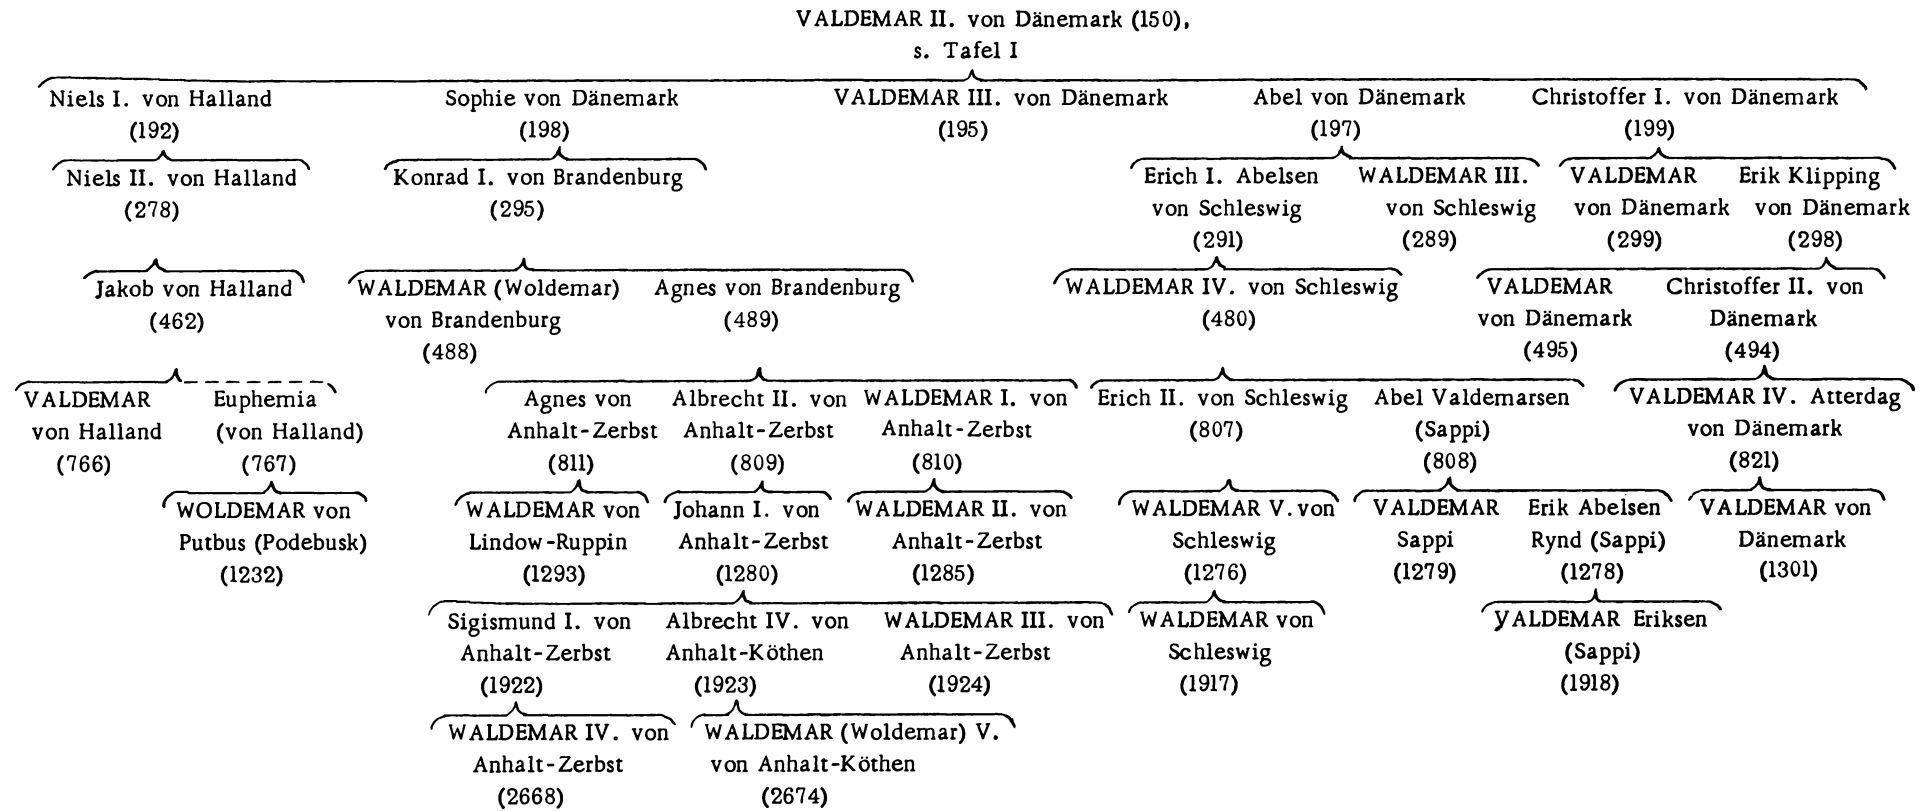 VALDEMAR II. von Dänemark (150),
s. Tafel I
Niels I. von Halland
(192)
Sophie von Dänemark
(198)
VALDEMAR III. von Dänemark
(195)
Abel von Dänemark
(197)
Christoffer I. von Dänemark
(199)
Niels II. von Halland
(278)
Konrad I. von Brandenburg
(295)
Erich I. Abelsen
von Schleswig
(291)
WALDEMAR III.
von Schleswig
(289)
VALDEMAR
von Dänemark
(299)
Erik Klipping
von Dänemark
(298)
Jakob von Halland
(462)
WALDEMAR (Woldemar)
von Brandenburg
(488)
Agnes von Brandenburg
(489)
WALDEMAR IV. von Schleswig
(480)
VALDEMAR
von Dänemark
(495)
Christoffer II. von
Dänemark
(494)
VALDEMAR
von Halland
(766)
Euphemia
(von Halland)
(767)
Agnes von
Anhalt-Zerbst
(811)
Albrecht II. von
Anhalt-Zerbst
(809)
WALDEMAR I. von
Anhalt-Zerbst
(810)
Erich II. von Schleswig
(807)
Abel Valdemarsen
(Sappi)
(808)
VALDEMAR IV. Atterdag
von Dänemark
(821)
WOLDEMAR von
Putbus (Podebusk)
(1232)
WALDEMAR von
Lindow-Ruppin
(1293)
Johann I. von
Anhalt-Zerbst
(1280)
WALDEMAR II. von
Anhalt-Zerbst
(1285)
WALDEMAR V. von
Schleswig
(1276)
VALDEMAR
Sappi
(1279)
Erik Abelsen
Rynd (Sappi)
(1278)
VALDEMAR von
Dänemark
(1301)
Sigismund I. von
Anhalt-Zerbst
(1922)
Albrecht IV. von
Anhalt-Köthen
(1923)
WALDEMAR III. von
Anhalt-Zerbst
(1924)
WALDEMAR von
Schleswig
(1917)
VALDEMAR Eriksen
(Sappi)
(1918)
WALDEMAR IV. von
Anhalt-Zerbst
(2668)
WALDEMAR (Woldemar) V.
von Anhalt-Köthen
(2674)